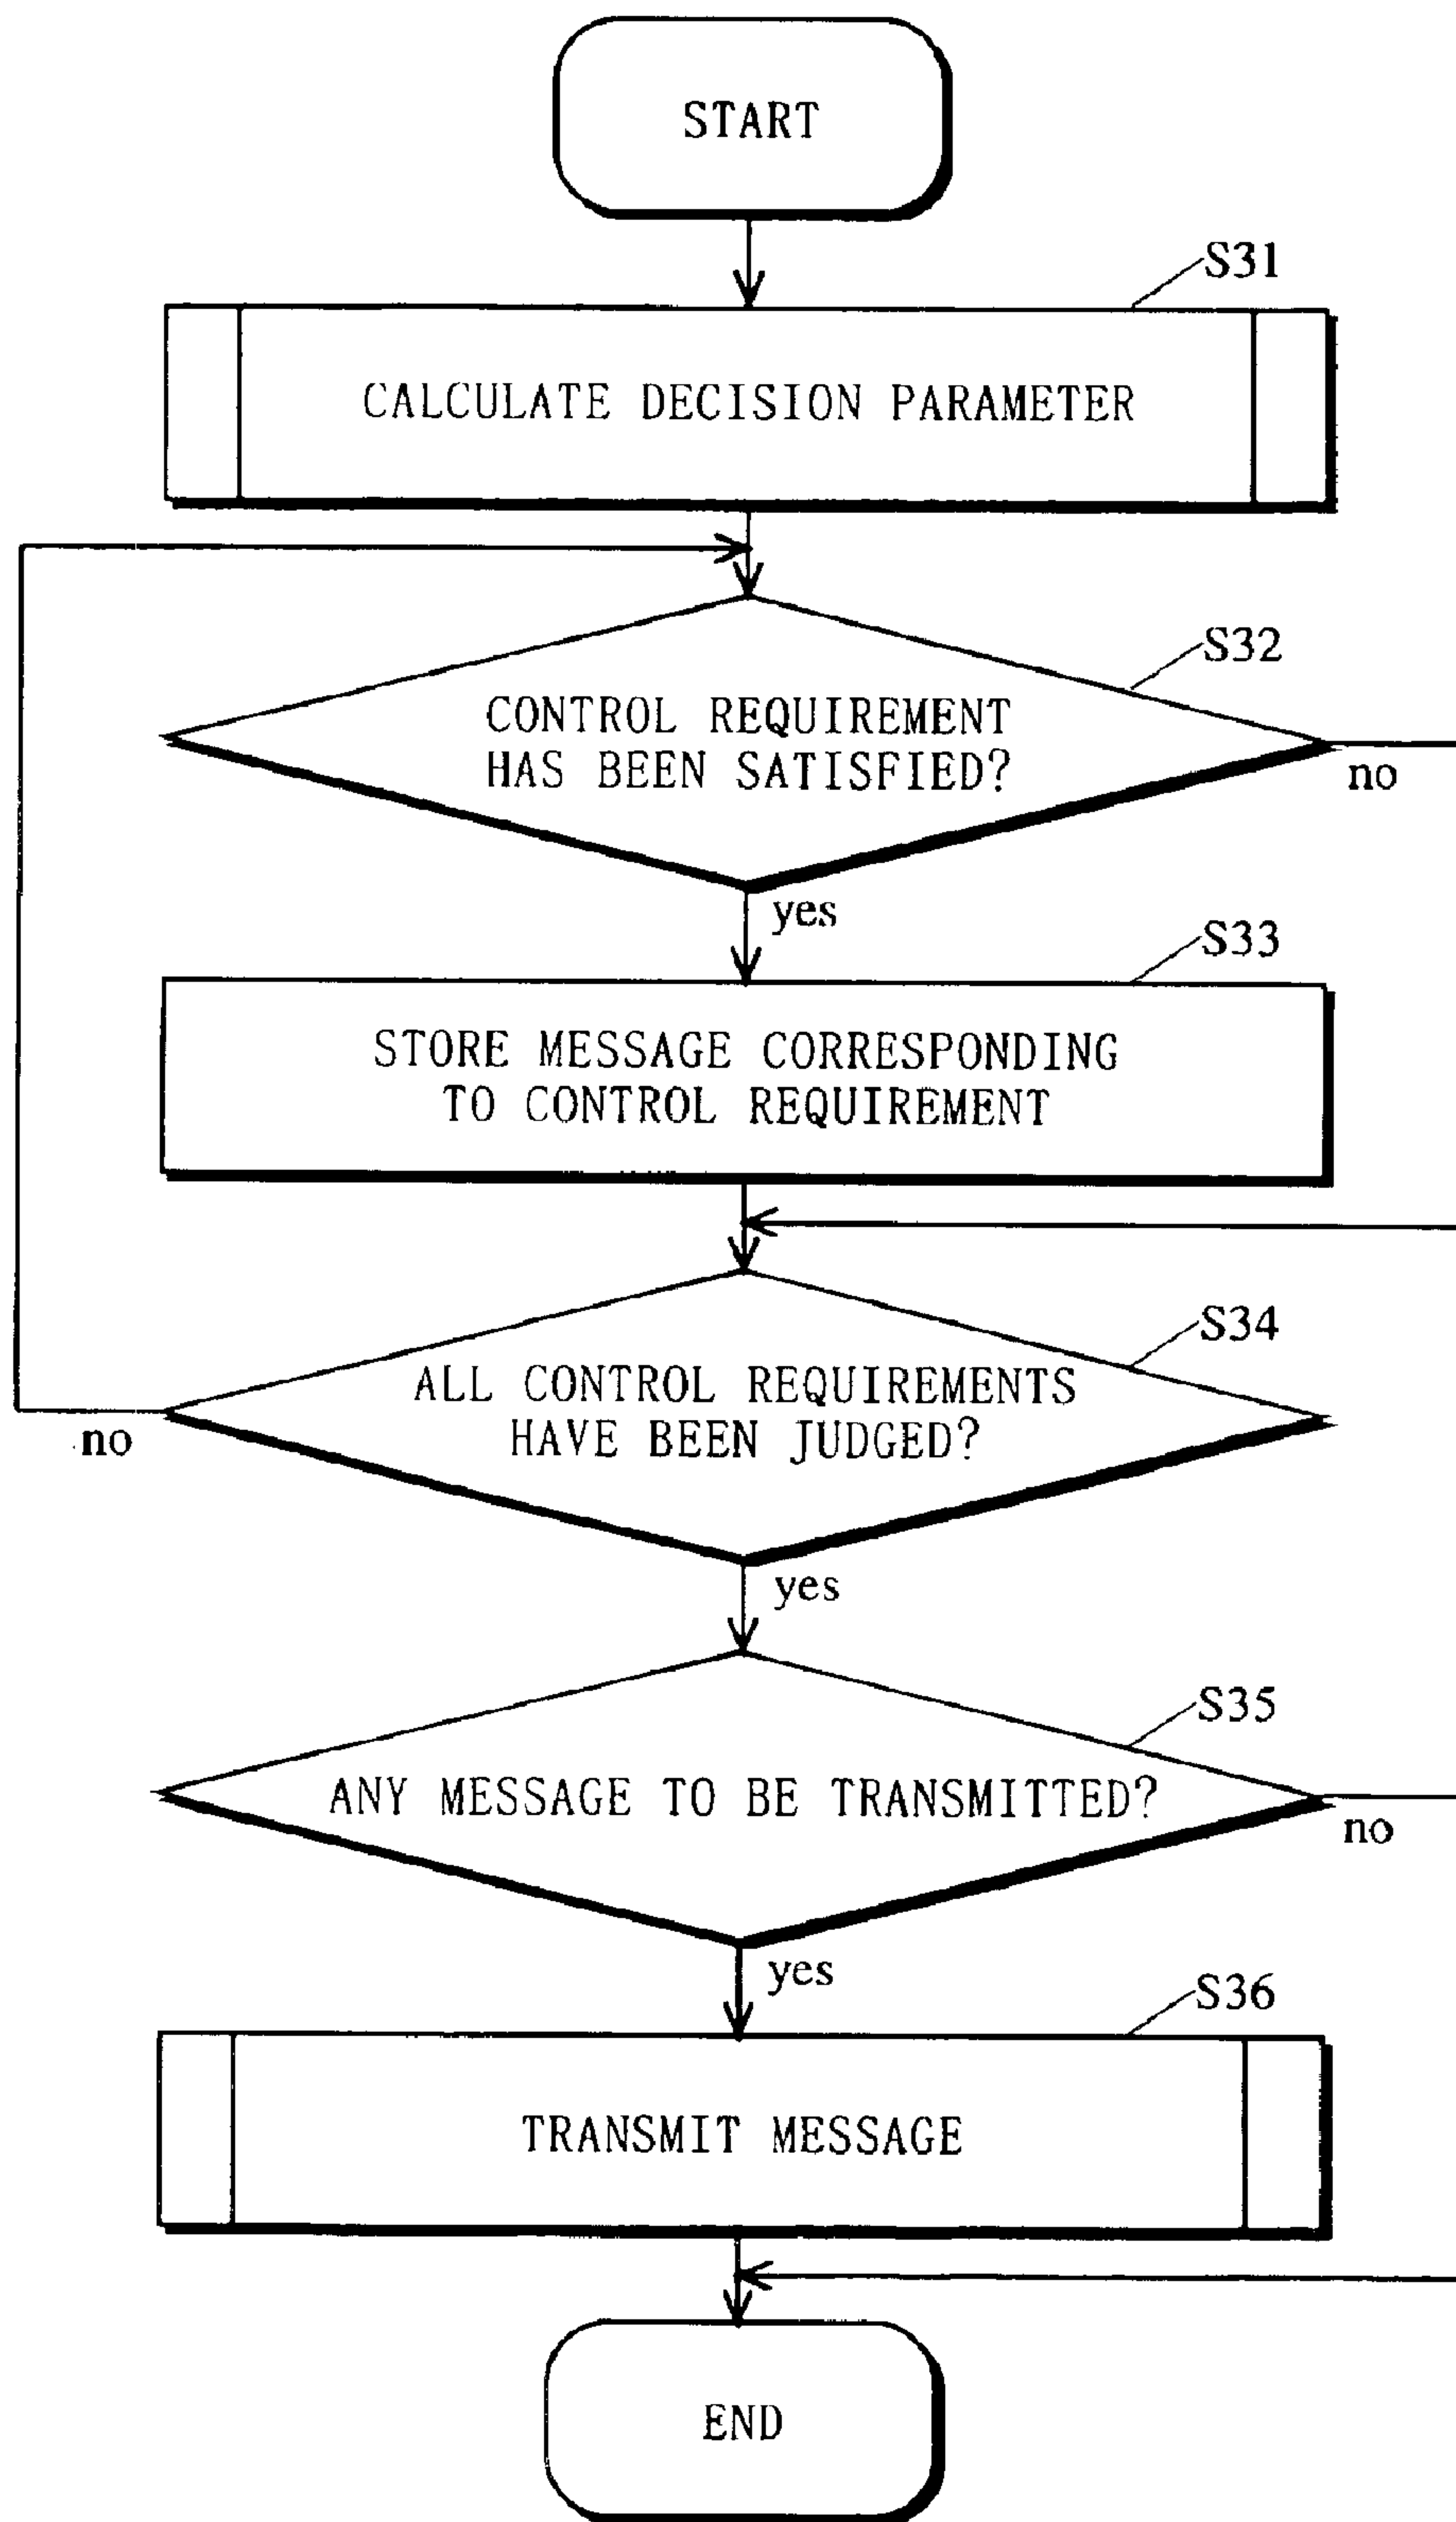 START
S31
CALCULATE DECISION PARAMETER
S32
CONTROL REQUIREMENT
HAS BEEN SATISFIED?
no
yes
S33
STORE MESSAGE CORRESPONDING
TO CONTROL REQUIREMENT
S34
ALL CONTROL REQUIREMENTS
HAVE BEEN JUDGED?
no
yes
S35
ANY MESSAGE TO BE TRANSMITTED?
no
yes
S36
TRANSMIT MESSAGE
END